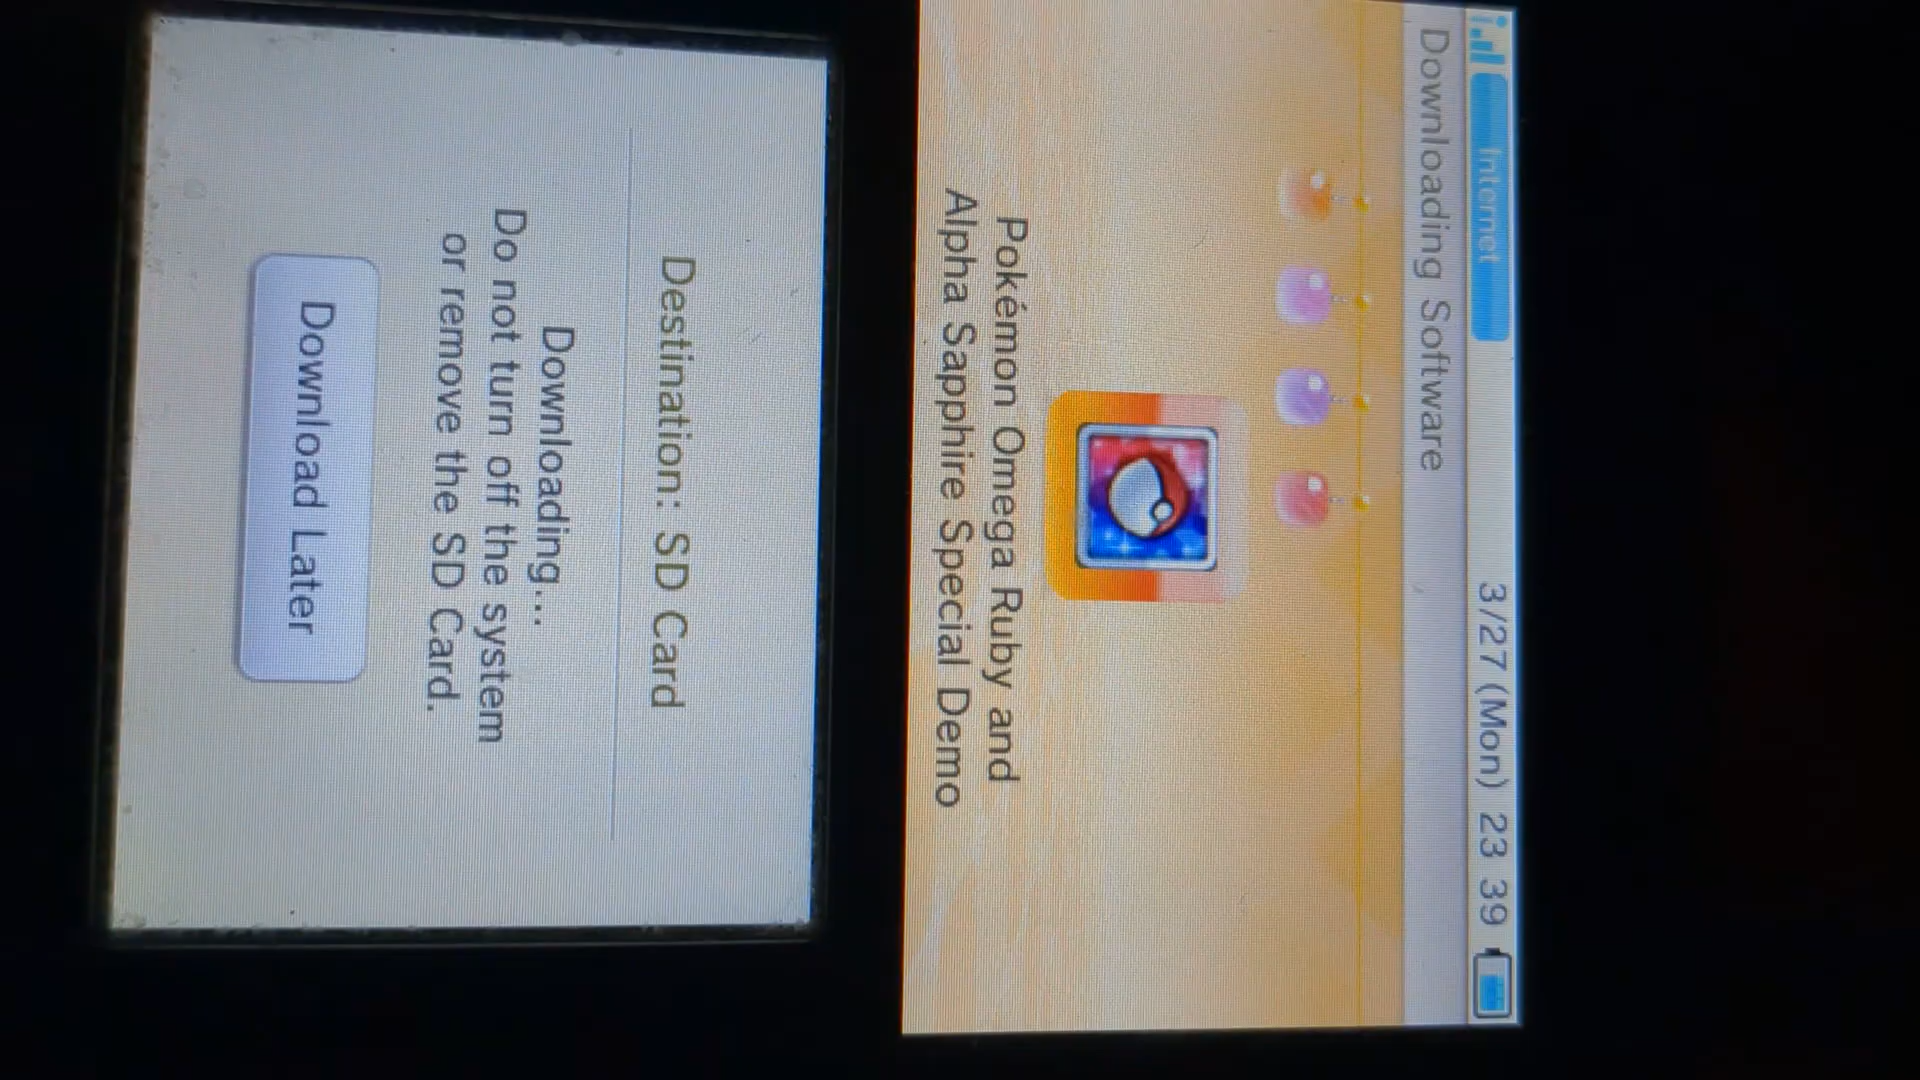 Internet 3/27 (Mon) 23 39
Downloading Software
Pokémon Omega Ruby and
Alpha Sapphire Special Demo
Destination: SD Card
Downloading...
Do not turn off the system
or remove the SD Card.
Download Later